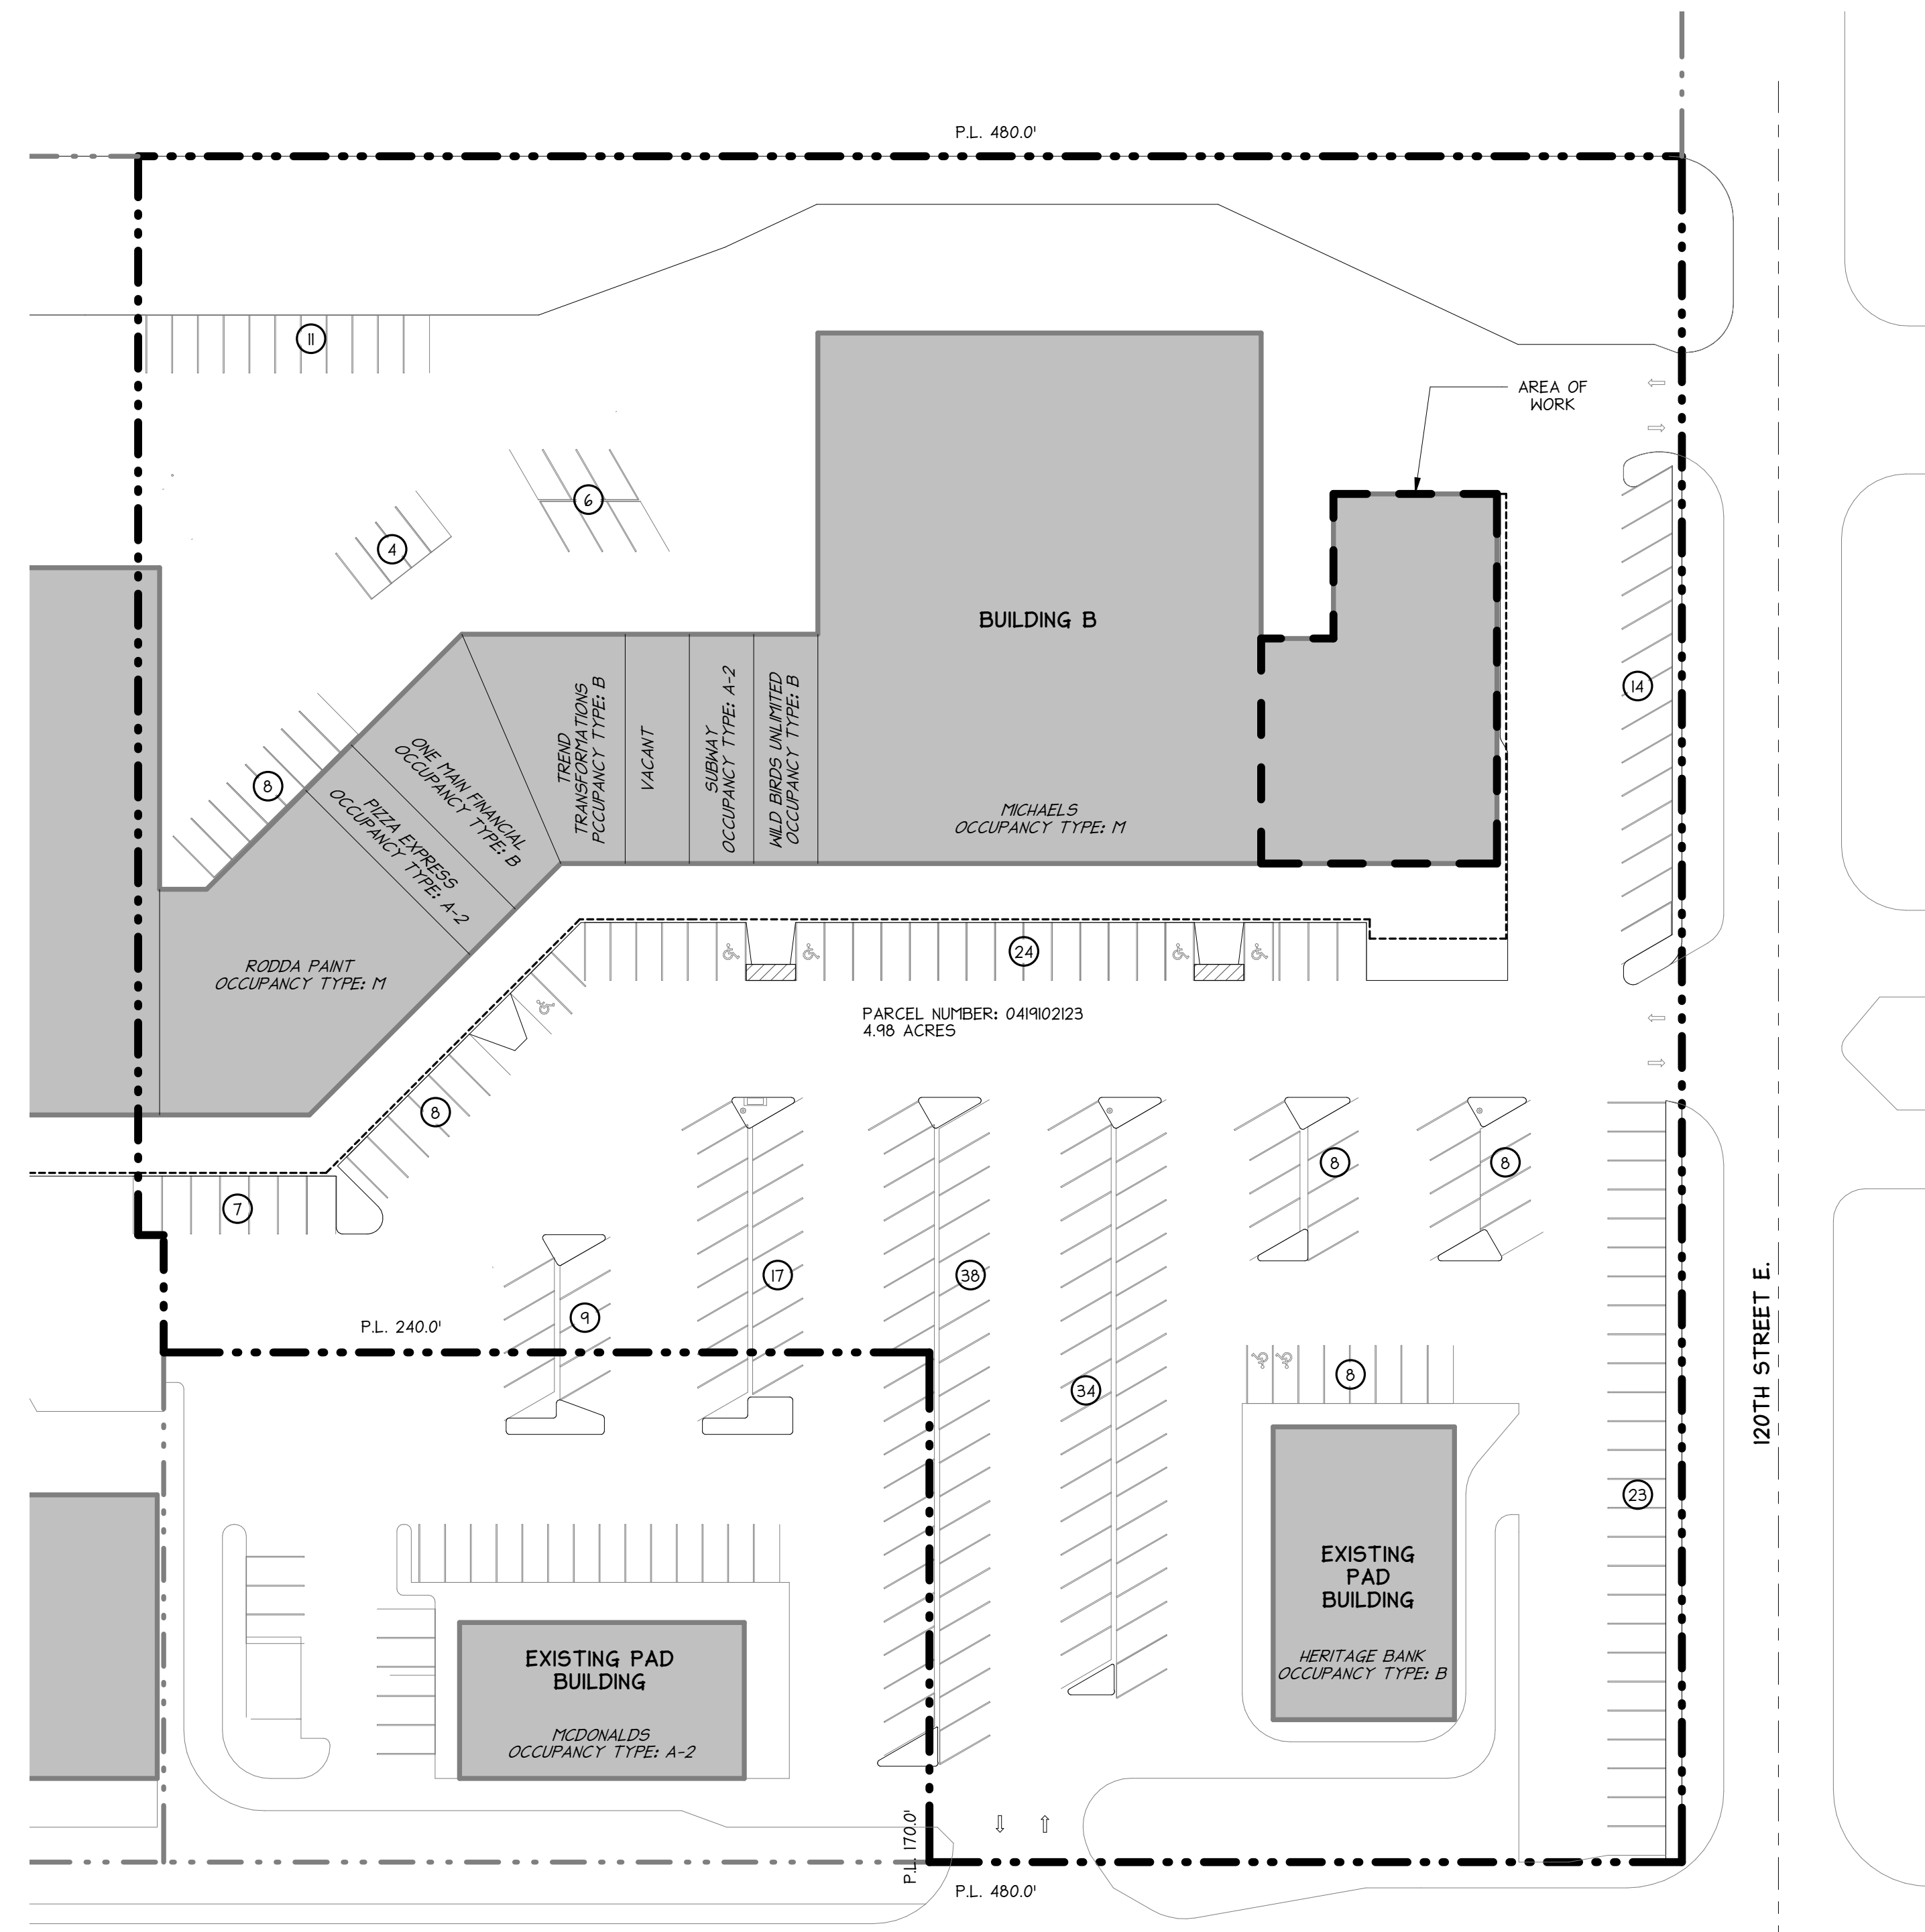 P.L. 480.0'
11
AREA OF
WORK
6
4
BUILDING B
14
TREND
TRANSFORMATIONS
PCCUPANCY TYPE: B
VACANT
SUBWAY
OCCUPANCY TYPE: A-2
WILD BIRDS UNLIMITED
OCCUPANCY TYPE: B
ONE MAIN FINANCIAL
OCCUPANCY TYPE: B
8
PIZZA EXPRESS
OCCUPANCY TYPE: A-2
MICHAELS
OCCUPANCY TYPE: M
RODDA PAINT
OCCUPANCY TYPE: M
24
PARCEL NUMBER: 0419102123
4.98 ACRES
8
8
8
7
17
38
9
P.L. 240.0'
120TH STREET E.
8
34
23
EXISTING
PAD
BUILDING
HERITAGE BANK
OCCUPANCY TYPE: B
EXISTING PAD
BUILDING
MCDONALDS
OCCUPANCY TYPE: A-2
P.L. 170.0'
P.L. 480.0'